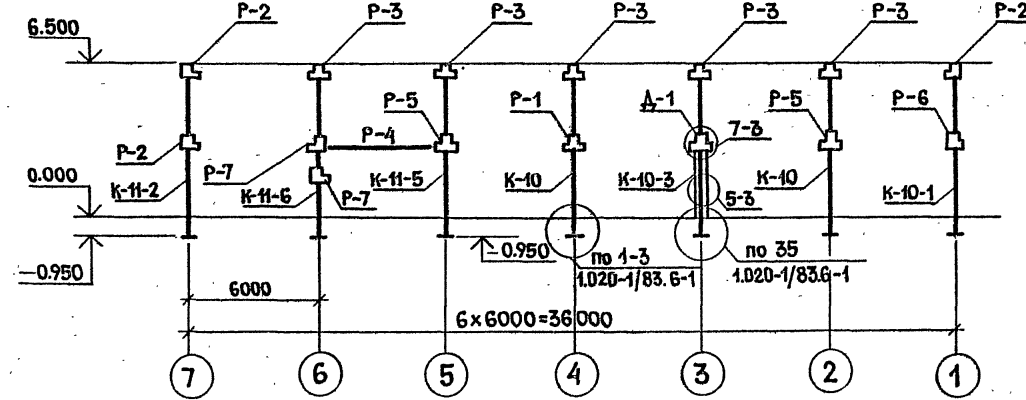 Р-2 Р-3 Р-3 Р-3 Р-3 Р-3 Р-2
6.500
Р-5 Р-1 Д-1 Р-5 Р-6
Р-4 7-3
Р-2 Р-7
0.000
К-11-2 К-11-6 Р-7 К-11-5 К-10 К-10-3 К-10 К-10-1
5-3
-0.950 -0.950
по 1-3 по 35
1.020-1/83.6-1 1.020-1/83.6-1
6000
6×6000=36000
7 6 5 4 3 2 1